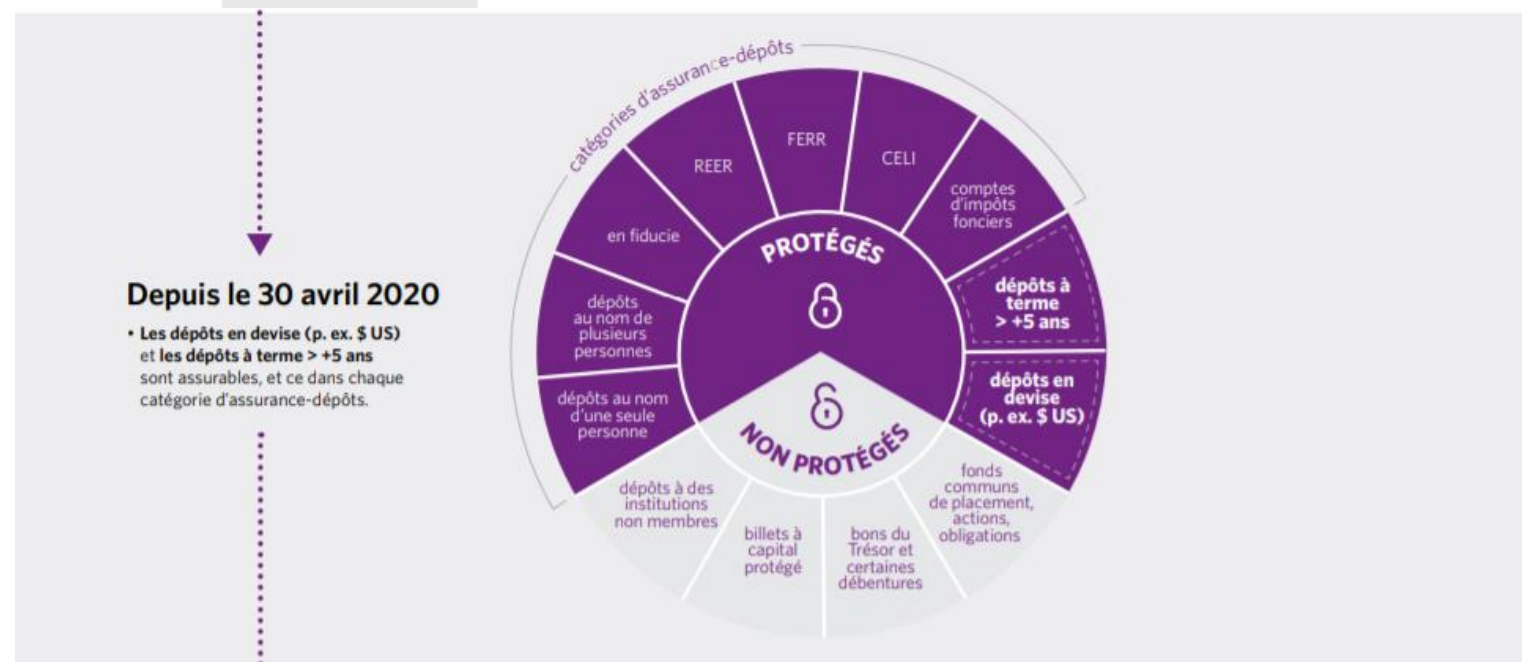 Depuis le 30 avril 2020
• Les dépôts en devise (p. ex. $ US)
et les dépôts à terme > +5 ans
sont assurables, et ce dans chaque
catégorie d'assurance-dépôts.
catégories d'assurance-dépôts
PROTÉGÉS
dépôts au nom
d'une seule
personne
dépôts
au nom de
plusieurs
personnes
en fiducie
REER
FERR
CELI
comptes
d'impôts
fonciers
dépôts à
terme
> +5 ans
dépôts en
devise
(p. ex. $ US)
NON PROTÉGÉS
dépôts à des
institutions
non membres
billets à
capital
protégé
bons du
Trésor et
certaines
débentures
fonds
communs
de placement,
actions,
obligations